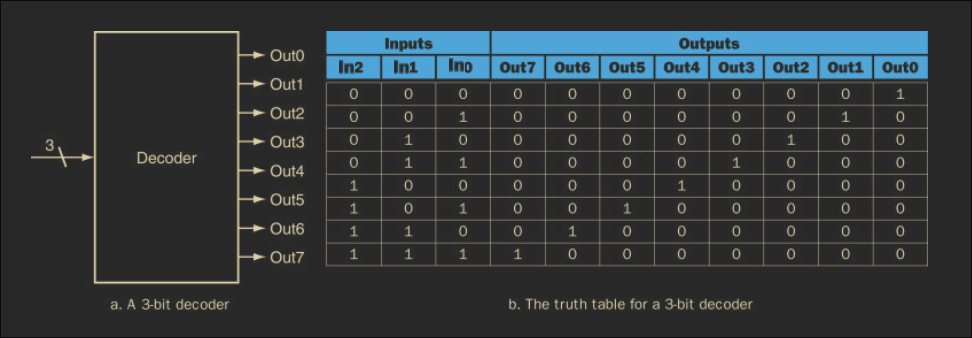 Out0
Out1
Out2
Out3
Out4
Out5
Out6
Out7
3
Decoder
a. A 3-bit decoder
Inputs Outputs
In2 In1 In0 Out7 Out6 Out5 Out4 Out3 Out2 Out1 Out0
0 0 0 0 0 0 0 0 0 0 1
0 0 1 0 0 0 0 0 0 1 0
0 1 0 0 0 0 0 0 1 0 0
0 1 1 0 0 0 0 1 0 0 0
1 0 0 0 0 0 1 0 0 0 0
1 0 1 0 0 1 0 0 0 0 0
1 1 0 0 1 0 0 0 0 0 0
1 1 1 1 0 0 0 0 0 0 0
b. The truth table for a 3-bit decoder